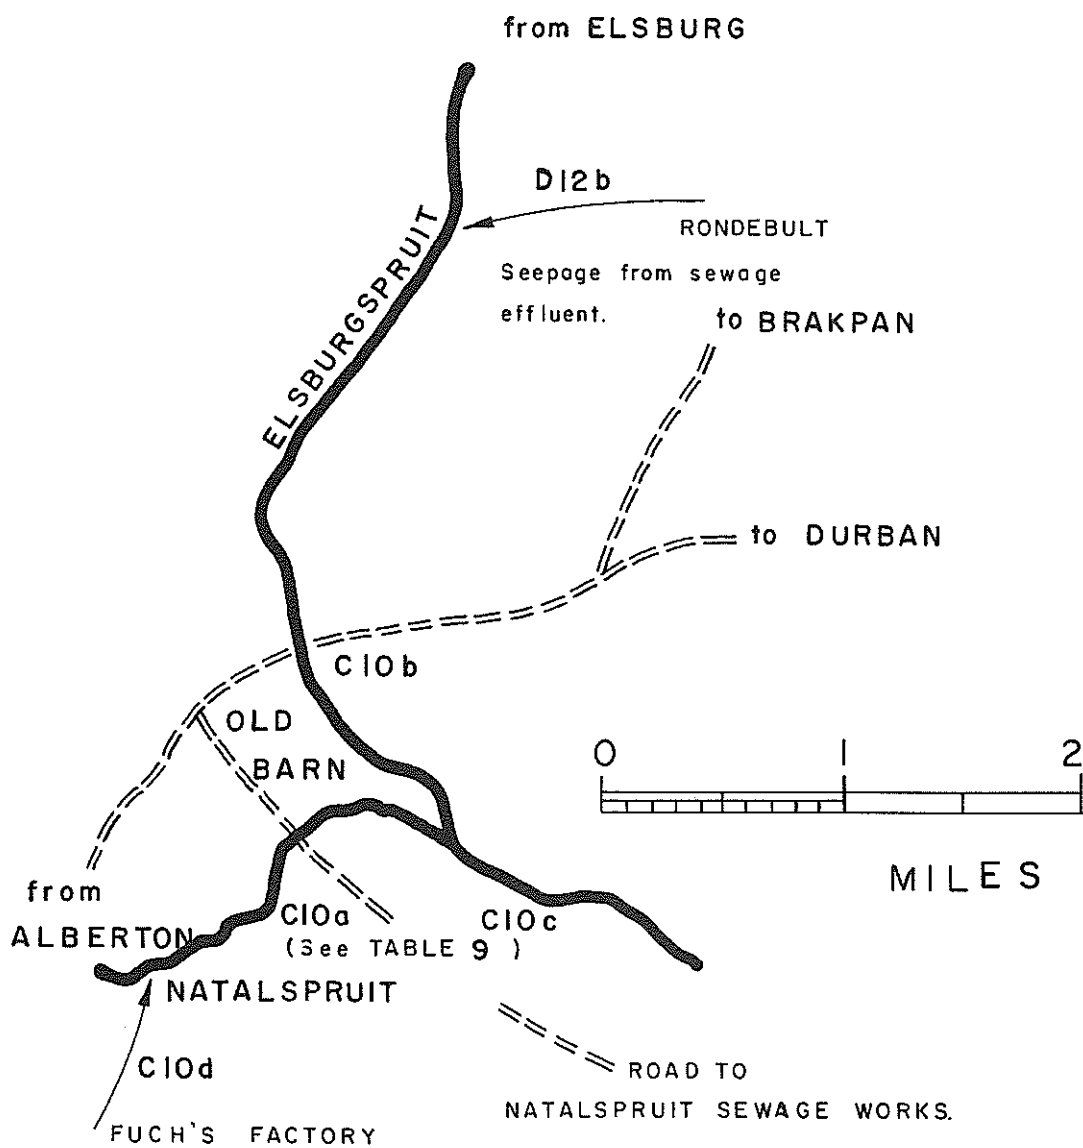 from ELSBURG
D12b
RONDEBULT
Seepage from sewage
effluent.
ELSBURGSPRUIT
to BRAKPAN
to DURBAN
C10b
OLD
BARN
0 1 2
MILES
from
ALBERTON
C10a
(See TABLE 9)
C10c
NATALSPRUIT
C10d
ROAD TO
NATALSPRUIT SEWAGE WORKS.
FUCH'S FACTORY